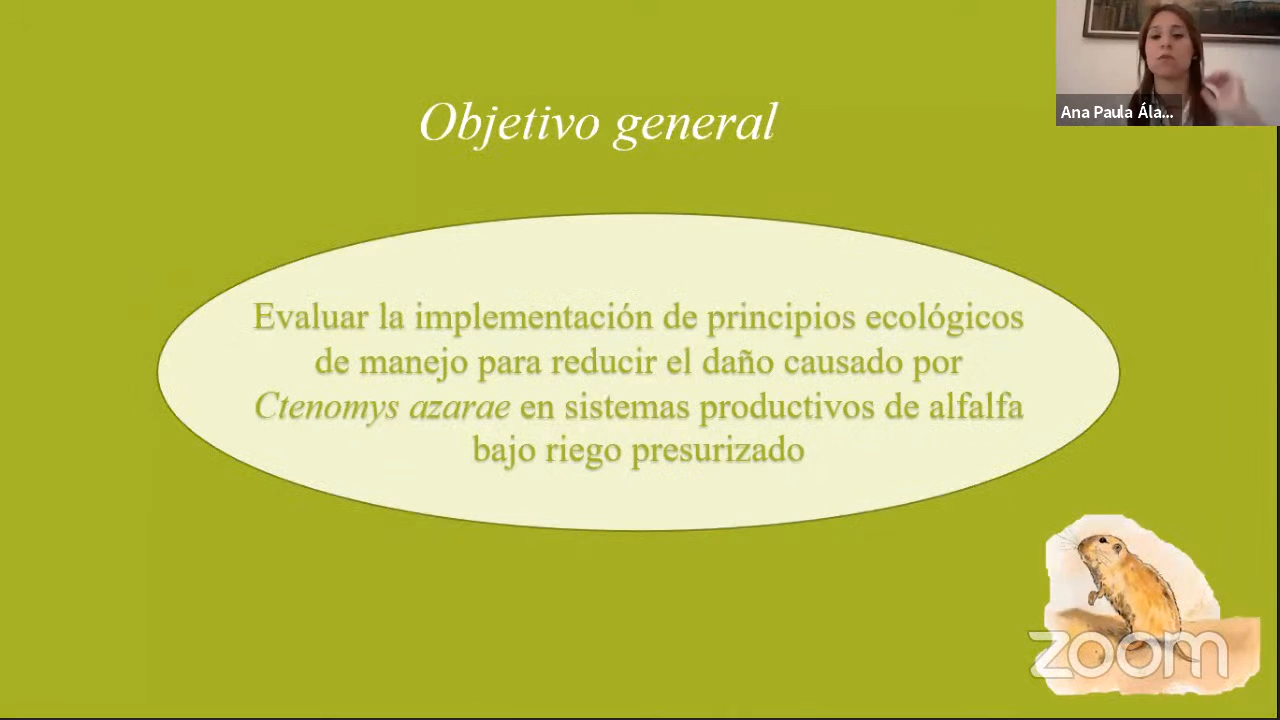 Objetivo general
Ana Paula Ála...
Evaluar la implementación de principios ecológicos
de manejo para reducir el daño causado por
Ctenomys azarae en sistemas productivos de alfalfa
bajo riego presurizado
zoom